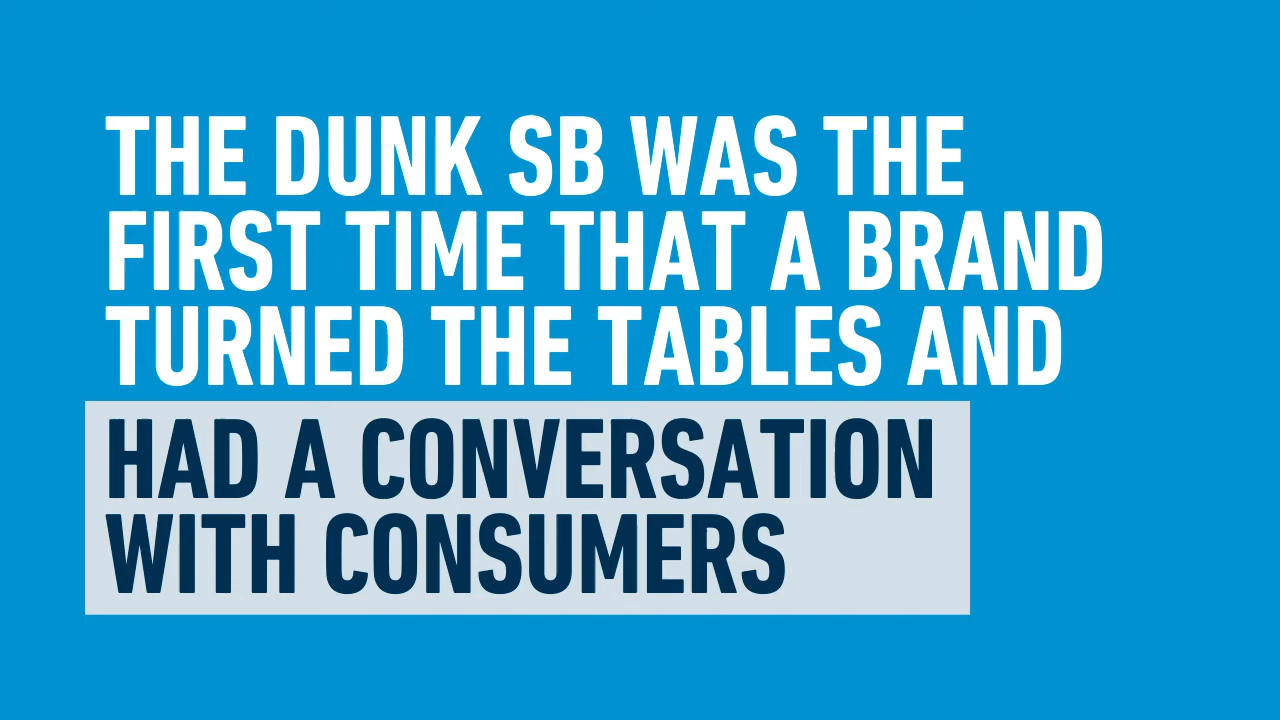 THE DUNK SB WAS THE
FIRST TIME THAT A BRAND
TURNED THE TABLES AND
HAD A CONVERSATION
WITH CONSUMERS